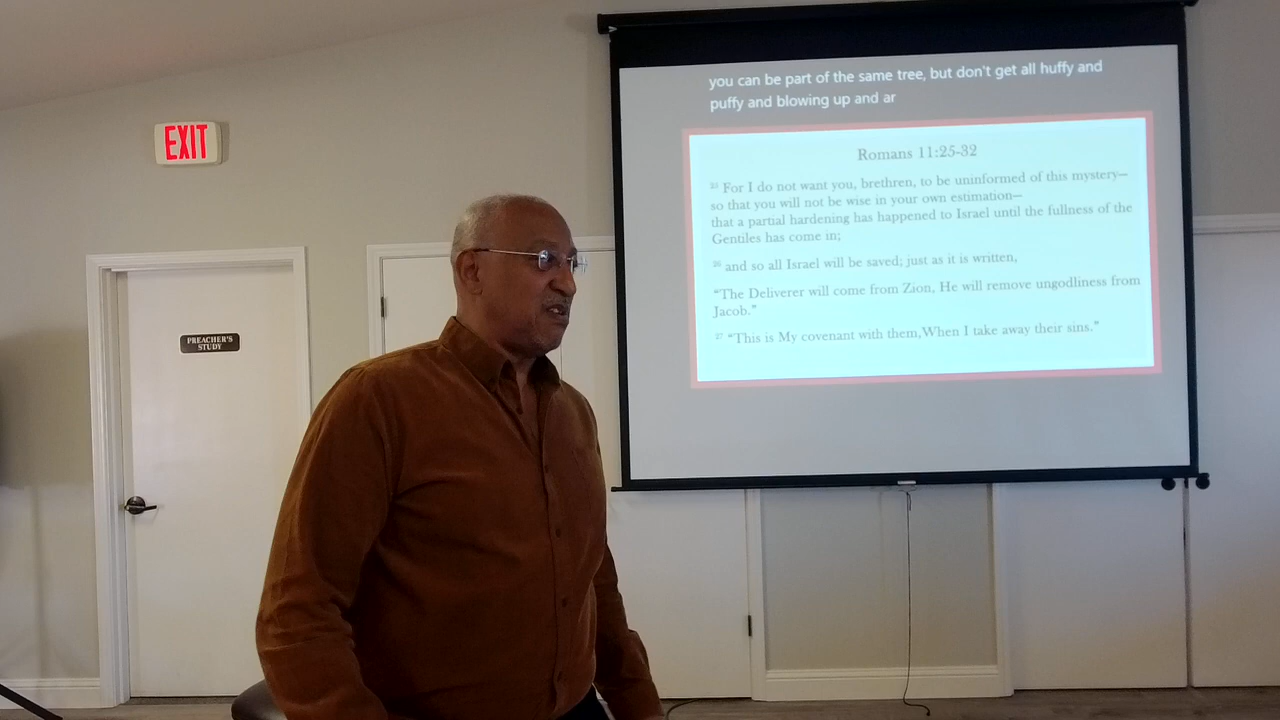 you can be part of the same tree, but don't get all huffy and
puffy and blowing up and ar
EXIT
Romans 11:25-32
25 For I do not want you, brethren, to be uninformed of this mystery—
so that you will not be wise in your own estimation—
that a partial hardening has happened to Israel until the fullness of the
Gentiles has come in;
26 and so all Israel will be saved; just as it is written,
"The Deliverer will come from Zion, He will remove ungodliness from
Jacob."
27 "This is My covenant with them,When I take away their sins."
PREACHER'S
STUDY